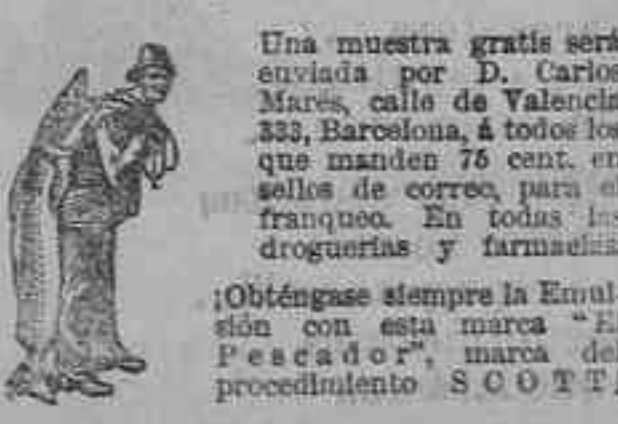 Una muestra gratis será
enviada por D. Carlos
Marés, calle de Valencia
333, Barcelona, á todos los
que manden 75 cent. en
sellos de correo, para el
franqueo. En todas las
droguerías y farmacias
¡Obténgase siempre la Emul-
sión con esta marca "El
Pescador", marca del
procedimiento SCOTT!